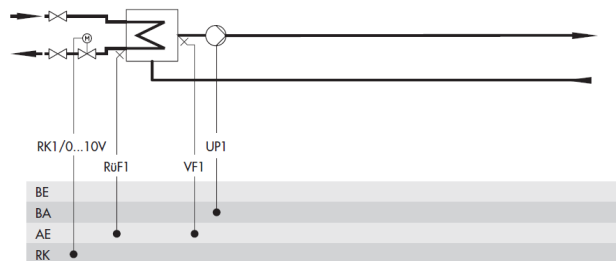 M
RK1/0...10V
UP1
RüF1
VF1
BE
BA
AE
RK